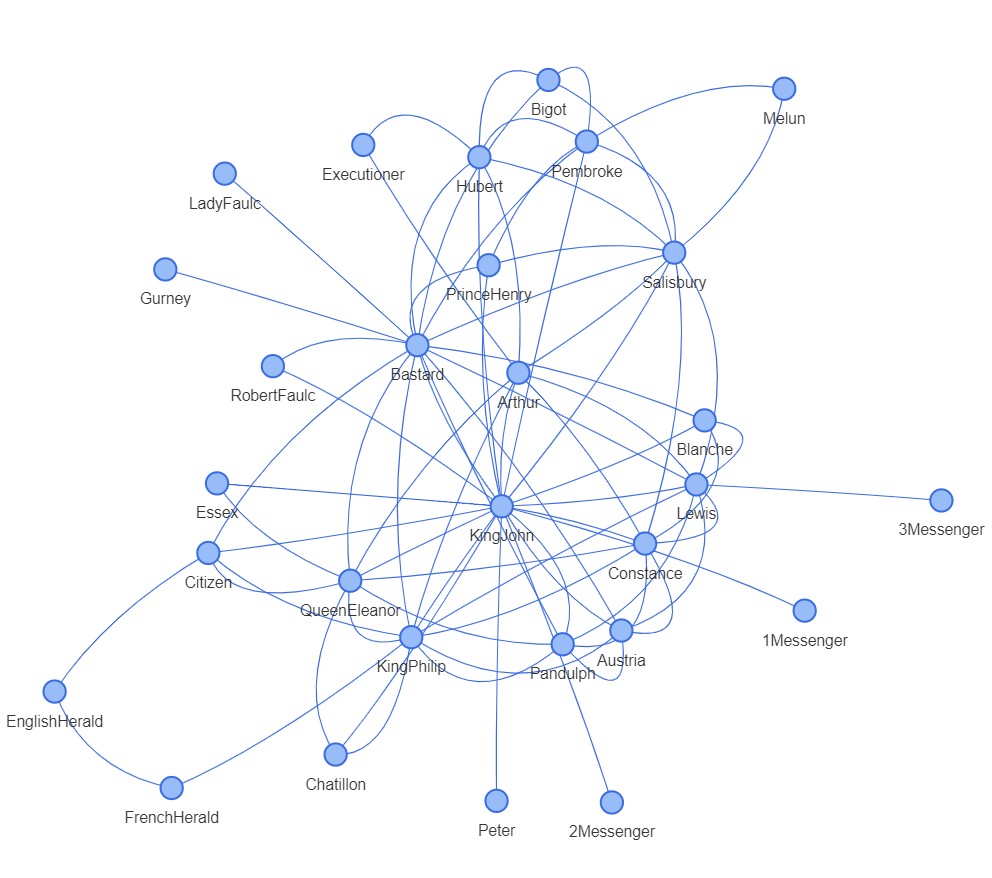 Bigot
Melun
Executioner
Hubert
Pembroke
LadyFaulc
Gurney
PrinceHenry
Salisbury
Bastard
RobertFaulc
Arthur
Blanche
Essex
Lewis
3Messenger
KingJohn
Citizen
Constance
QueenEleanor
1Messenger
KingPhilip
Austria
Pandulph
EnglishHerald
Chatillon
FrenchHerald
Peter
2Messenger